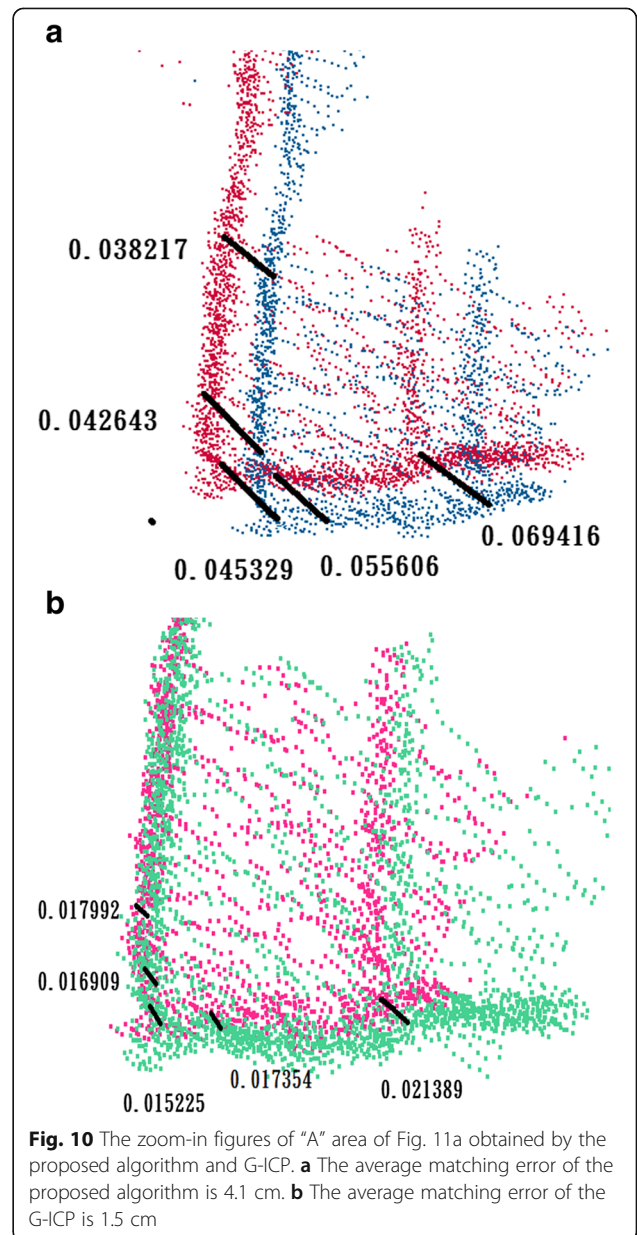 a
0.038217
0.042643
0.069416
0.045329 0.055606
b
0.017992
0.016909
0.017354
0.021389
0.015225
Fig. 10 The zoom-in figures of “A” area of Fig. 11a obtained by the
proposed algorithm and G-ICP. a The average matching error of the
proposed algorithm is 4.1 cm. b The average matching error of the
G-ICP is 1.5 cm